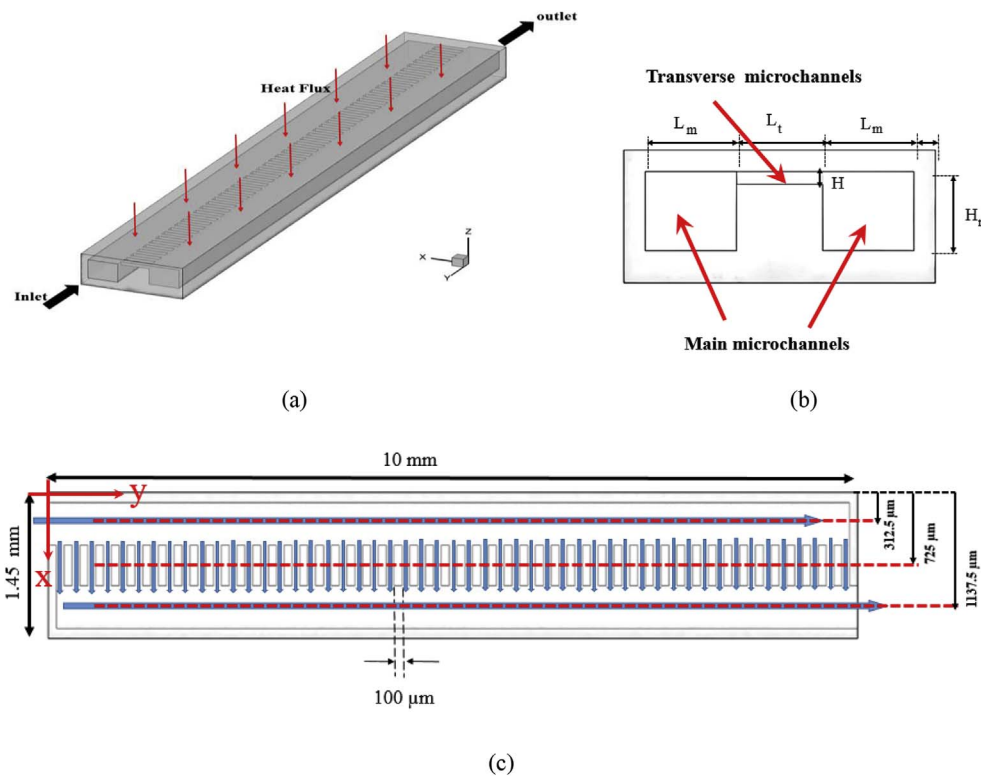 outlet
Heat Flux
Inlet
X
Y
Z
(a)
Transverse microchannels
Lm
Lt
Lm
H
Main microchannels
(b)
10 mm
y
x
1.45 mm
312.5 µm
725 µm
1137.5 µm
100 µm
(c)